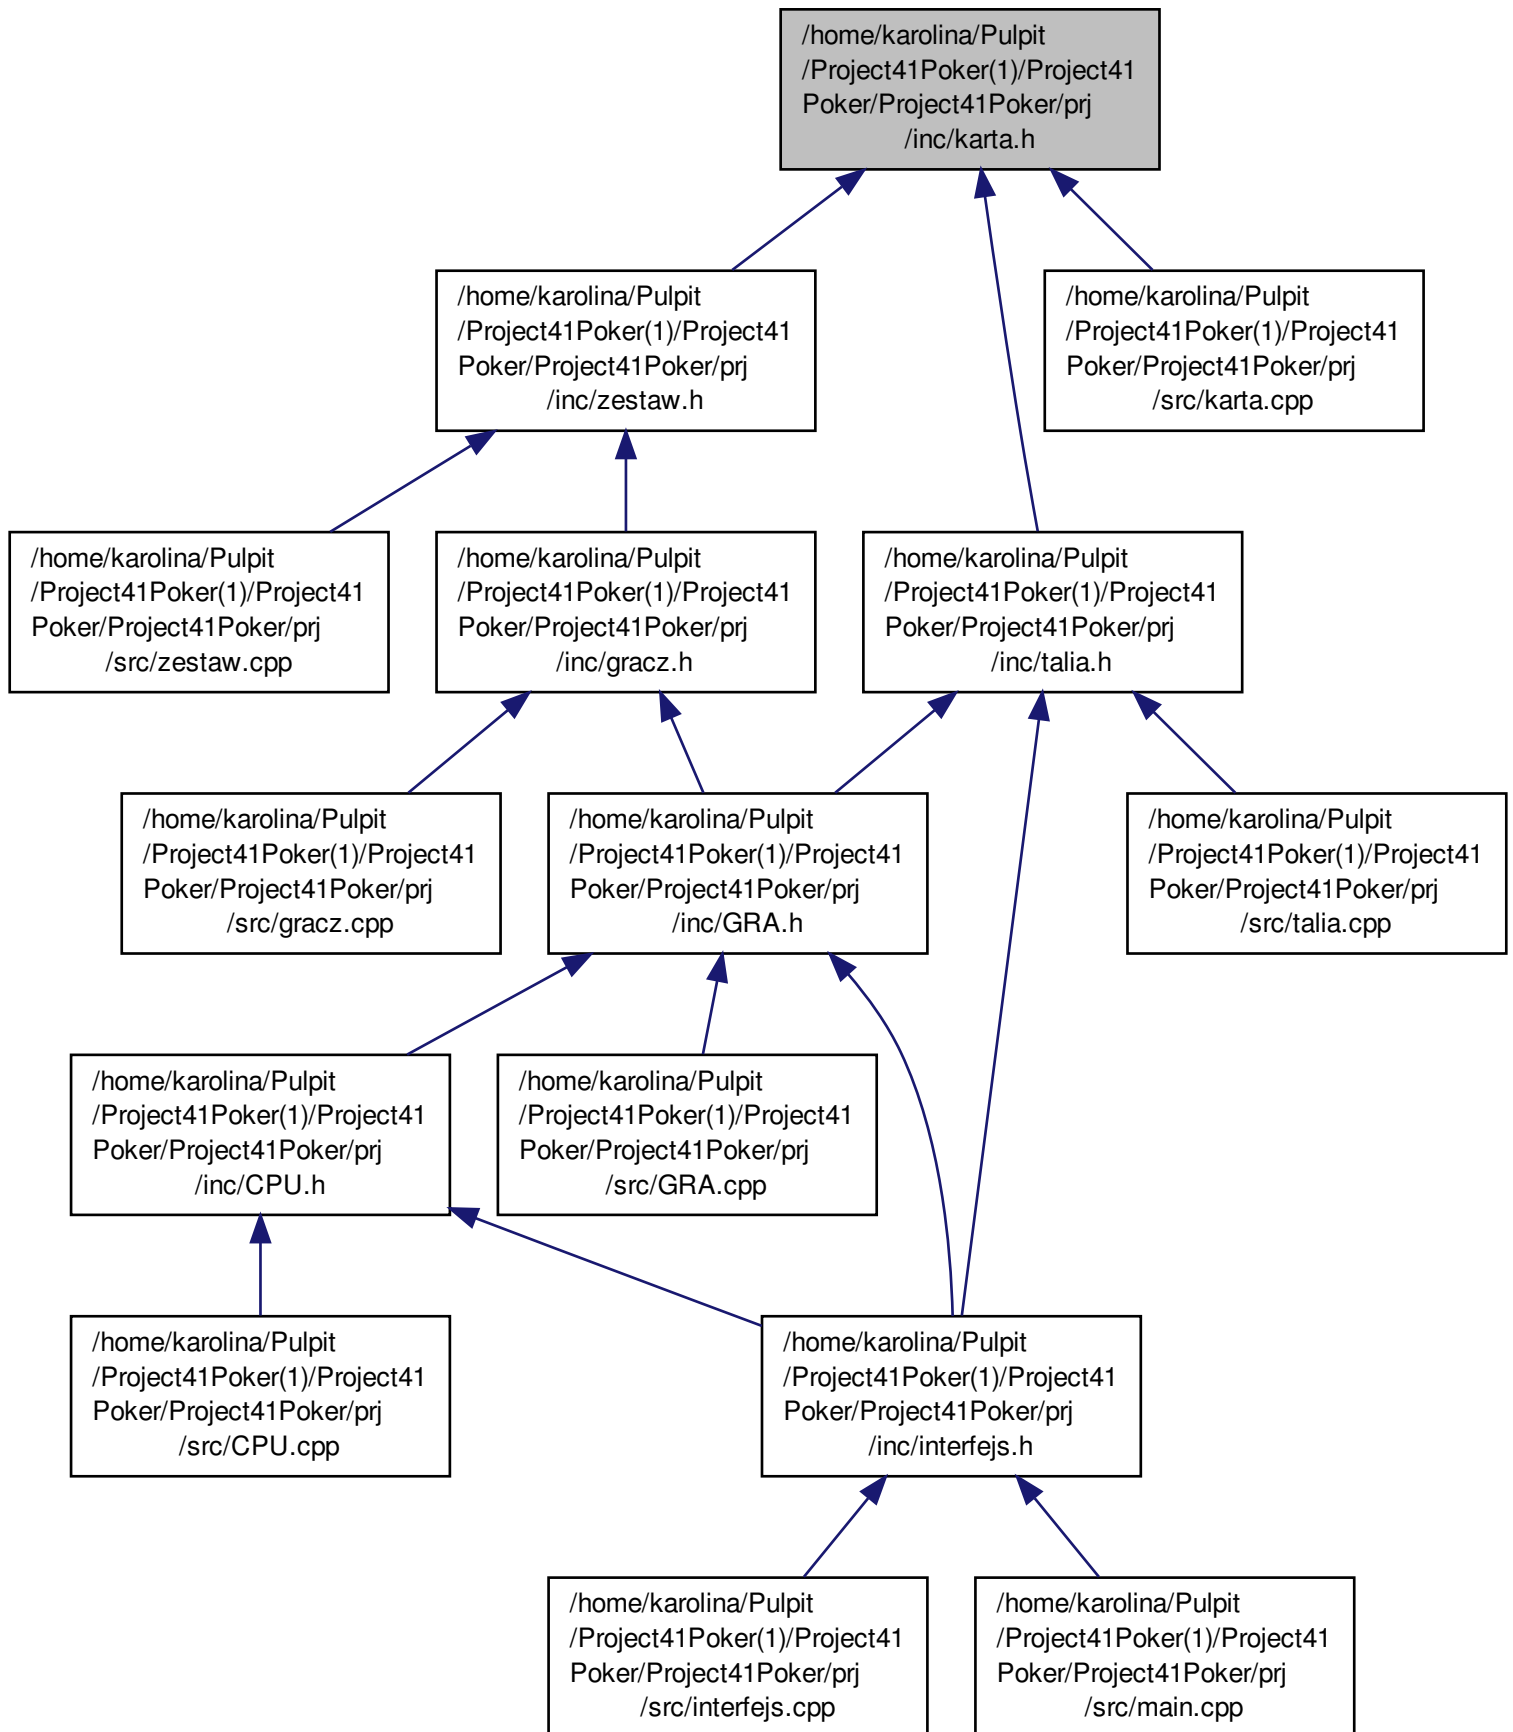 /home/karolina/Pulpit
/Project41Poker(1)/Project41
Poker/Project41Poker/prj
/inc/karta.h
/home/karolina/Pulpit
/Project41Poker(1)/Project41
Poker/Project41Poker/prj
/inc/zestaw.h
/home/karolina/Pulpit
/Project41Poker(1)/Project41
Poker/Project41Poker/prj
/src/karta.cpp
/home/karolina/Pulpit
/Project41Poker(1)/Project41
Poker/Project41Poker/prj
/src/zestaw.cpp
/home/karolina/Pulpit
/Project41Poker(1)/Project41
Poker/Project41Poker/prj
/inc/gracz.h
/home/karolina/Pulpit
/Project41Poker(1)/Project41
Poker/Project41Poker/prj
/inc/talia.h
/home/karolina/Pulpit
/Project41Poker(1)/Project41
Poker/Project41Poker/prj
/src/gracz.cpp
/home/karolina/Pulpit
/Project41Poker(1)/Project41
Poker/Project41Poker/prj
/inc/GRA.h
/home/karolina/Pulpit
/Project41Poker(1)/Project41
Poker/Project41Poker/prj
/src/talia.cpp
/home/karolina/Pulpit
/Project41Poker(1)/Project41
Poker/Project41Poker/prj
/inc/CPU.h
/home/karolina/Pulpit
/Project41Poker(1)/Project41
Poker/Project41Poker/prj
/src/GRA.cpp
/home/karolina/Pulpit
/Project41Poker(1)/Project41
Poker/Project41Poker/prj
/src/CPU.cpp
/home/karolina/Pulpit
/Project41Poker(1)/Project41
Poker/Project41Poker/prj
/inc/interfejs.h
/home/karolina/Pulpit
/Project41Poker(1)/Project41
Poker/Project41Poker/prj
/src/interfejs.cpp
/home/karolina/Pulpit
/Project41Poker(1)/Project41
Poker/Project41Poker/prj
/src/main.cpp